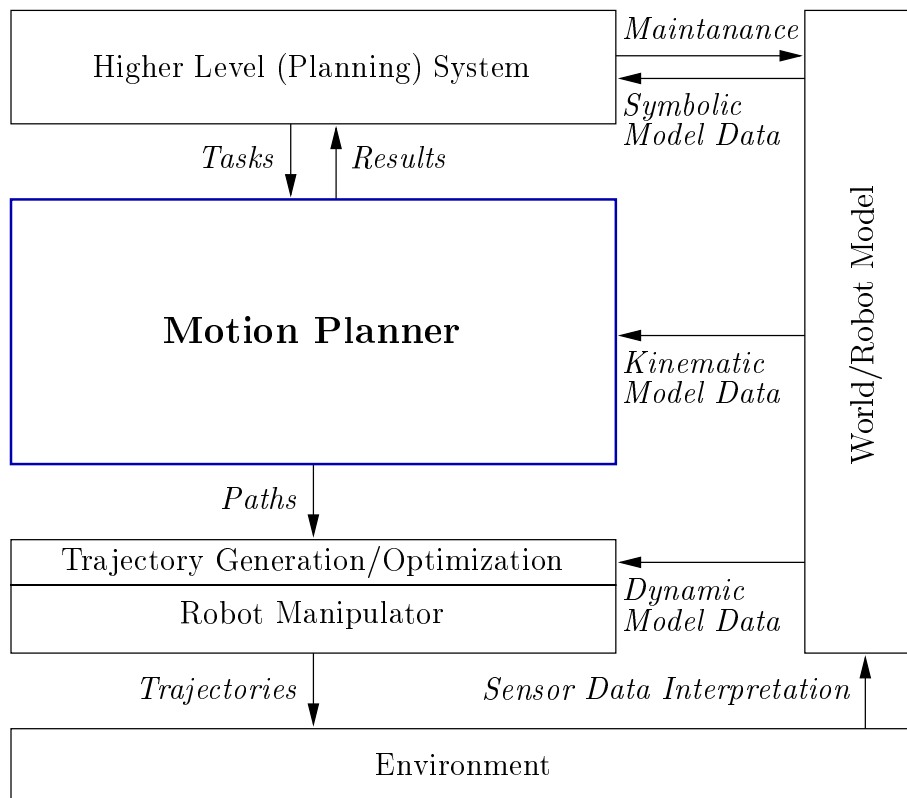 Higher Level (Planning) System
Maintanance
Symbolic
Model Data
Tasks
Results
Motion Planner
Kinematic
Model Data
World/Robot Model
Paths
Trajectory Generation/Optimization
Robot Manipulator
Dynamic
Model Data
Trajectories
Sensor Data Interpretation
Environment